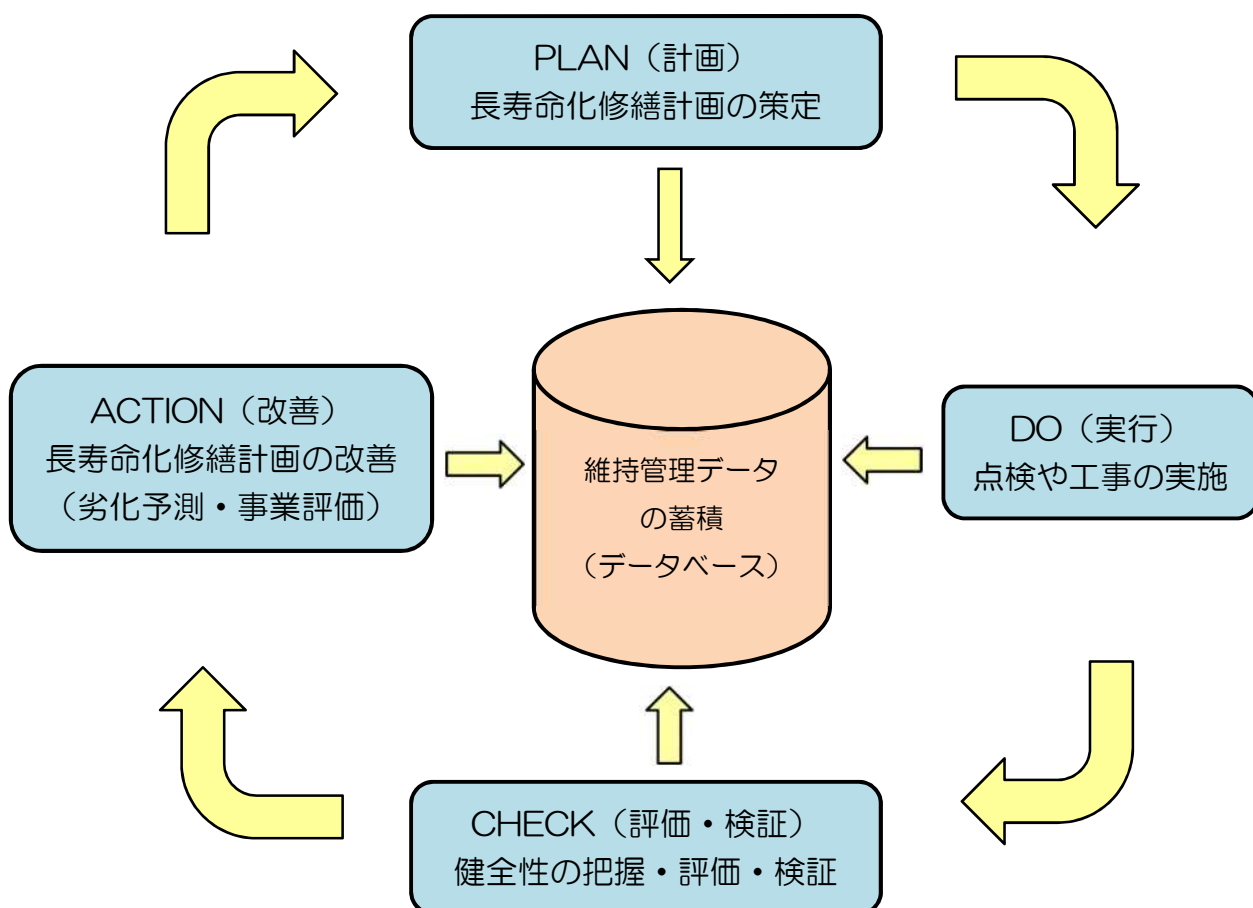 PLAN（計画）
長寿命化修繕計画の策定
ACTION（改善）
長寿命化修繕計画の改善
（劣化予測・事業評価）
維持管理データ
の蓄積
（データベース）
DO（実行）
点検や工事の実施
CHECK（評価・検証）
健全性の把握・評価・検証